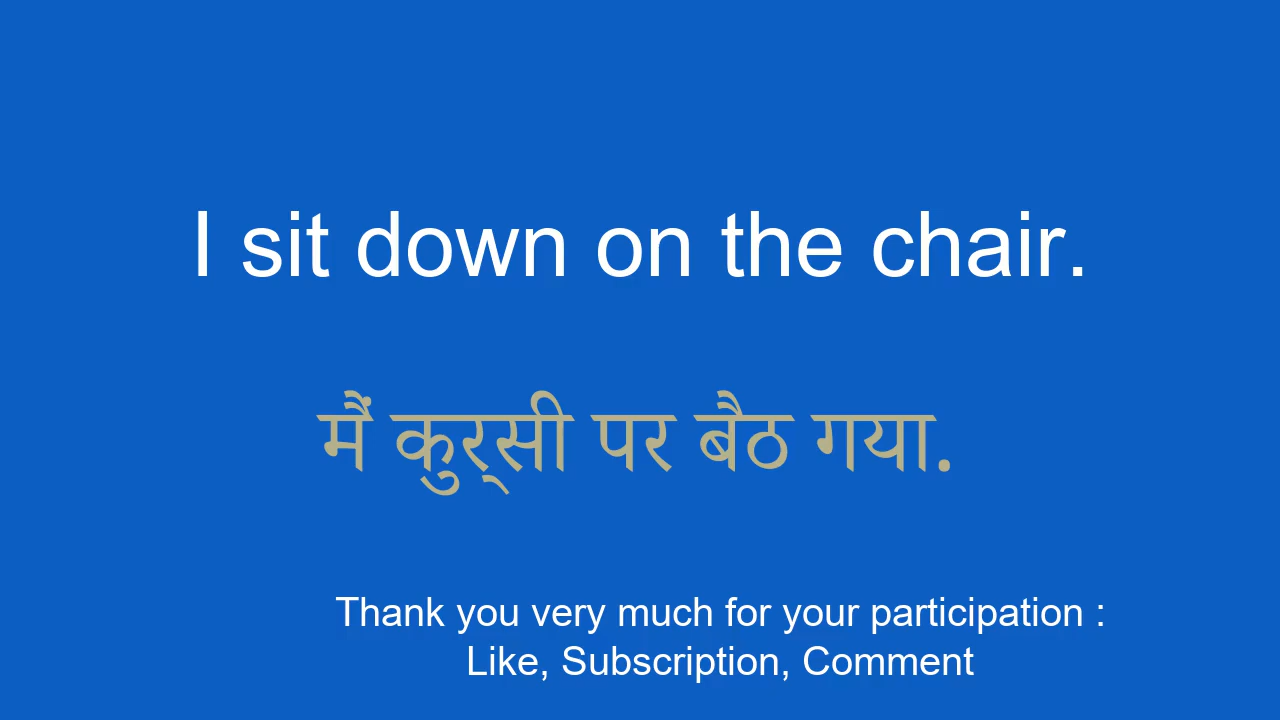 I sit down on the chair.
मैं कुर्सी पर बैठ गया.
Thank you very much for your participation :
Like, Subscription, Comment